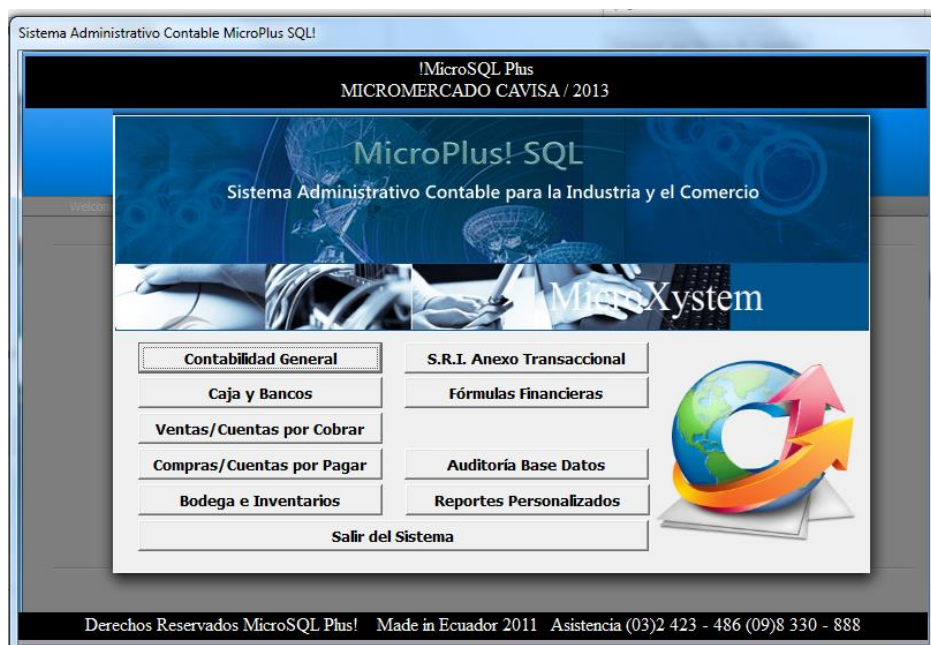 Sistema Administrativo Contable MicroPlus SQL!
!MicroSQL Plus
MICROMERCADO CAVISA / 2013
MicroPlus! SQL
Sistema Administrativo Contable para la Industria y el Comercio
Welcom
MicroXystem
Contabilidad General
S.R.I. Anexo Transaccional
Caja y Bancos
Fórmulas Financieras
Ventas/Cuentas por Cobrar
Compras/Cuentas por Pagar
Auditoría Base Datos
Bodega e Inventarios
Reportes Personalizados
Salir del Sistema
Derechos Reservados MicroSQL Plus! Made in Ecuador 2011 Asistencia (03)2 423 - 486 (09)8 330 - 888